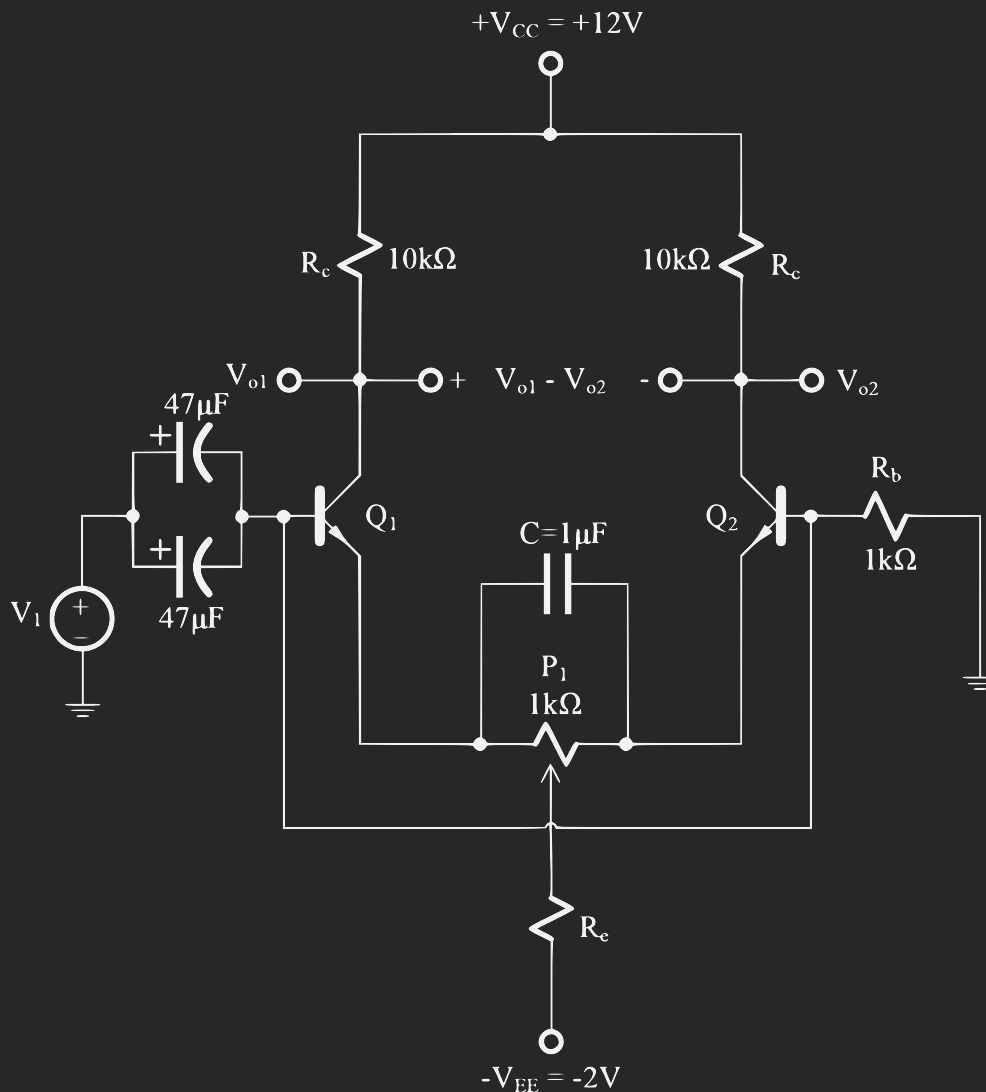 +V_CC = +12V
R_c
10kΩ
10kΩ
R_c
V_o1
+
V_o1 - V_o2
-
V_o2
47μF
+
Q_1
Q_2
R_b
C=1μF
1kΩ
+
47μF
V_1
+
−
P_1
1kΩ
R_e
-V_EE = -2V